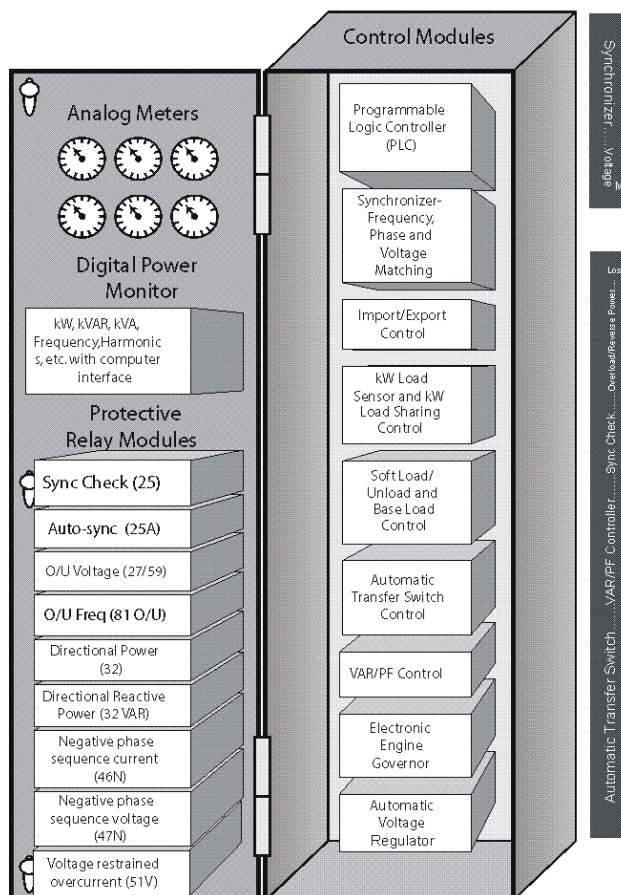 Control Modules
Analog Meters
Digital Power
Monitor
kW, kVAR, kVA,
Frequency,Harmonic
s, etc. with computer
interface
Protective
Relay Modules
Sync Check (25)
Auto-sync (25A)
O/U Voltage (27/59)
O/U Freq (81 O/U)
Directional Power
(32)
Directional Reactive
Power (32 VAR)
Negative phase
sequence current
(46N)
Negative phase
sequence voltage
(47N)
Voltage restrained
overcurrent (51V)
Programmable
Logic Controller
(PLC)
Synchronizer-
Frequency,
Phase and
Voltage
Matching
Import/Export
Control
kW Load
Sensor and kW
Load Sharing
Control
Soft Load/
Unload and
Base Load
Control
Automatic
Transfer Switch
Control
VAR/PF Control
Electronic
Engine
Governor
Automatic
Voltage
Regulator
Synchronizer......Voltage
M
Los
Automatic Transfer Switch......VAR/PF Controller......Sync Check......Overload/Reverse Power....